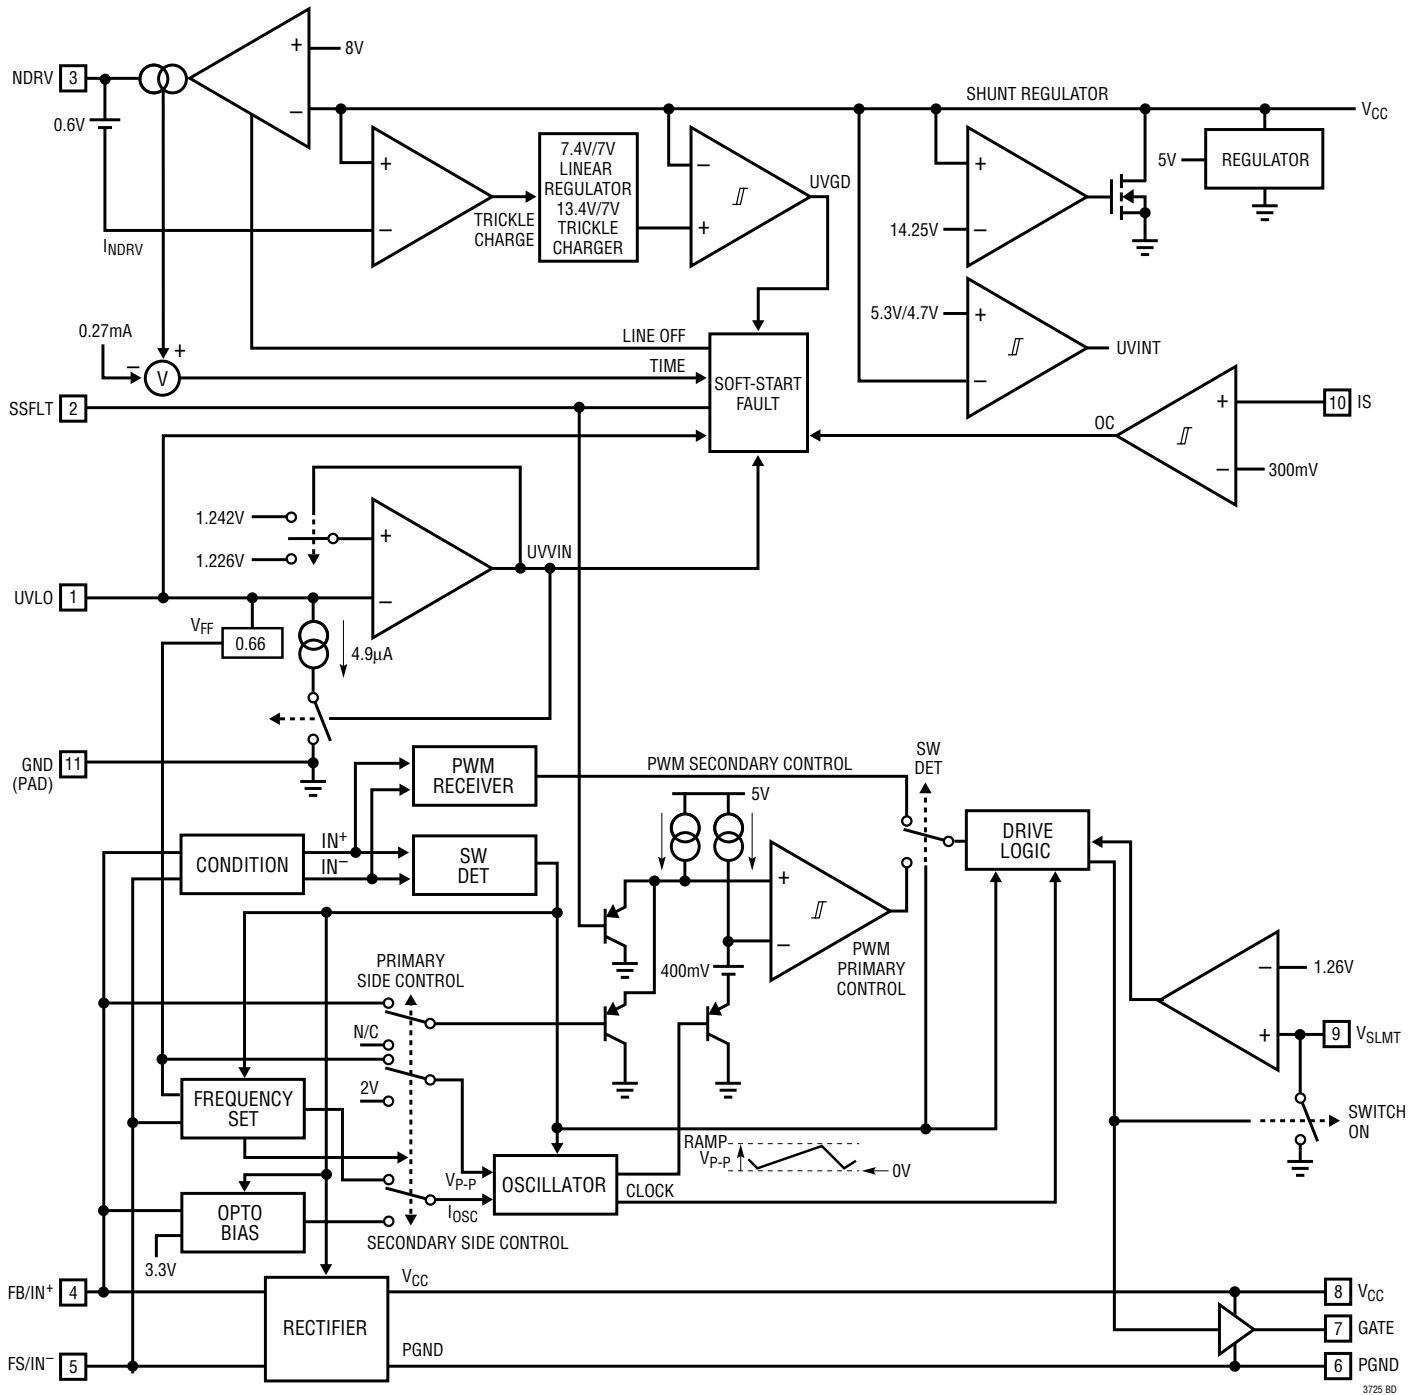 +
8V
NDRV
3
SHUNT REGULATOR
VCC
–
0.6V
+
7.4V/7V
LINEAR
REGULATOR
13.4V/7V
TRICKLE
CHARGER
–
UVGD
+
5V
REGULATOR
TRICKLE
CHARGE
INDRV
–
+
14.25V
–
0.27mA
LINE OFF
5.3V/4.7V
+
–
+
V
TIME
SOFT-START
FAULT
UVINT
–
SSFLT
2
OC
+
10
IS
–
300mV
1.242V
+
1.226V
UVVIN
UVLO
1
–
VFF
0.66
4.9µA
GND
(PAD)
11
PWM
RECEIVER
PWM SECONDARY CONTROL
SW
DET
5V
CONDITION
IN+
IN–
SW
DET
DRIVE
LOGIC
+
–
PWM
PRIMARY
CONTROL
400mV
PRIMARY
SIDE CONTROL
–
1.26V
N/C
+
9
VSLMT
2V
FREQUENCY
SET
SWITCH
ON
RAMP
VP-P
0V
VP-P
IOSC
OSCILLATOR
CLOCK
OPTO
BIAS
3.3V
SECONDARY SIDE CONTROL
FB/IN+
4
VCC
8
VCC
RECTIFIER
7
GATE
FS/IN–
5
PGND
6
PGND
3725 BD